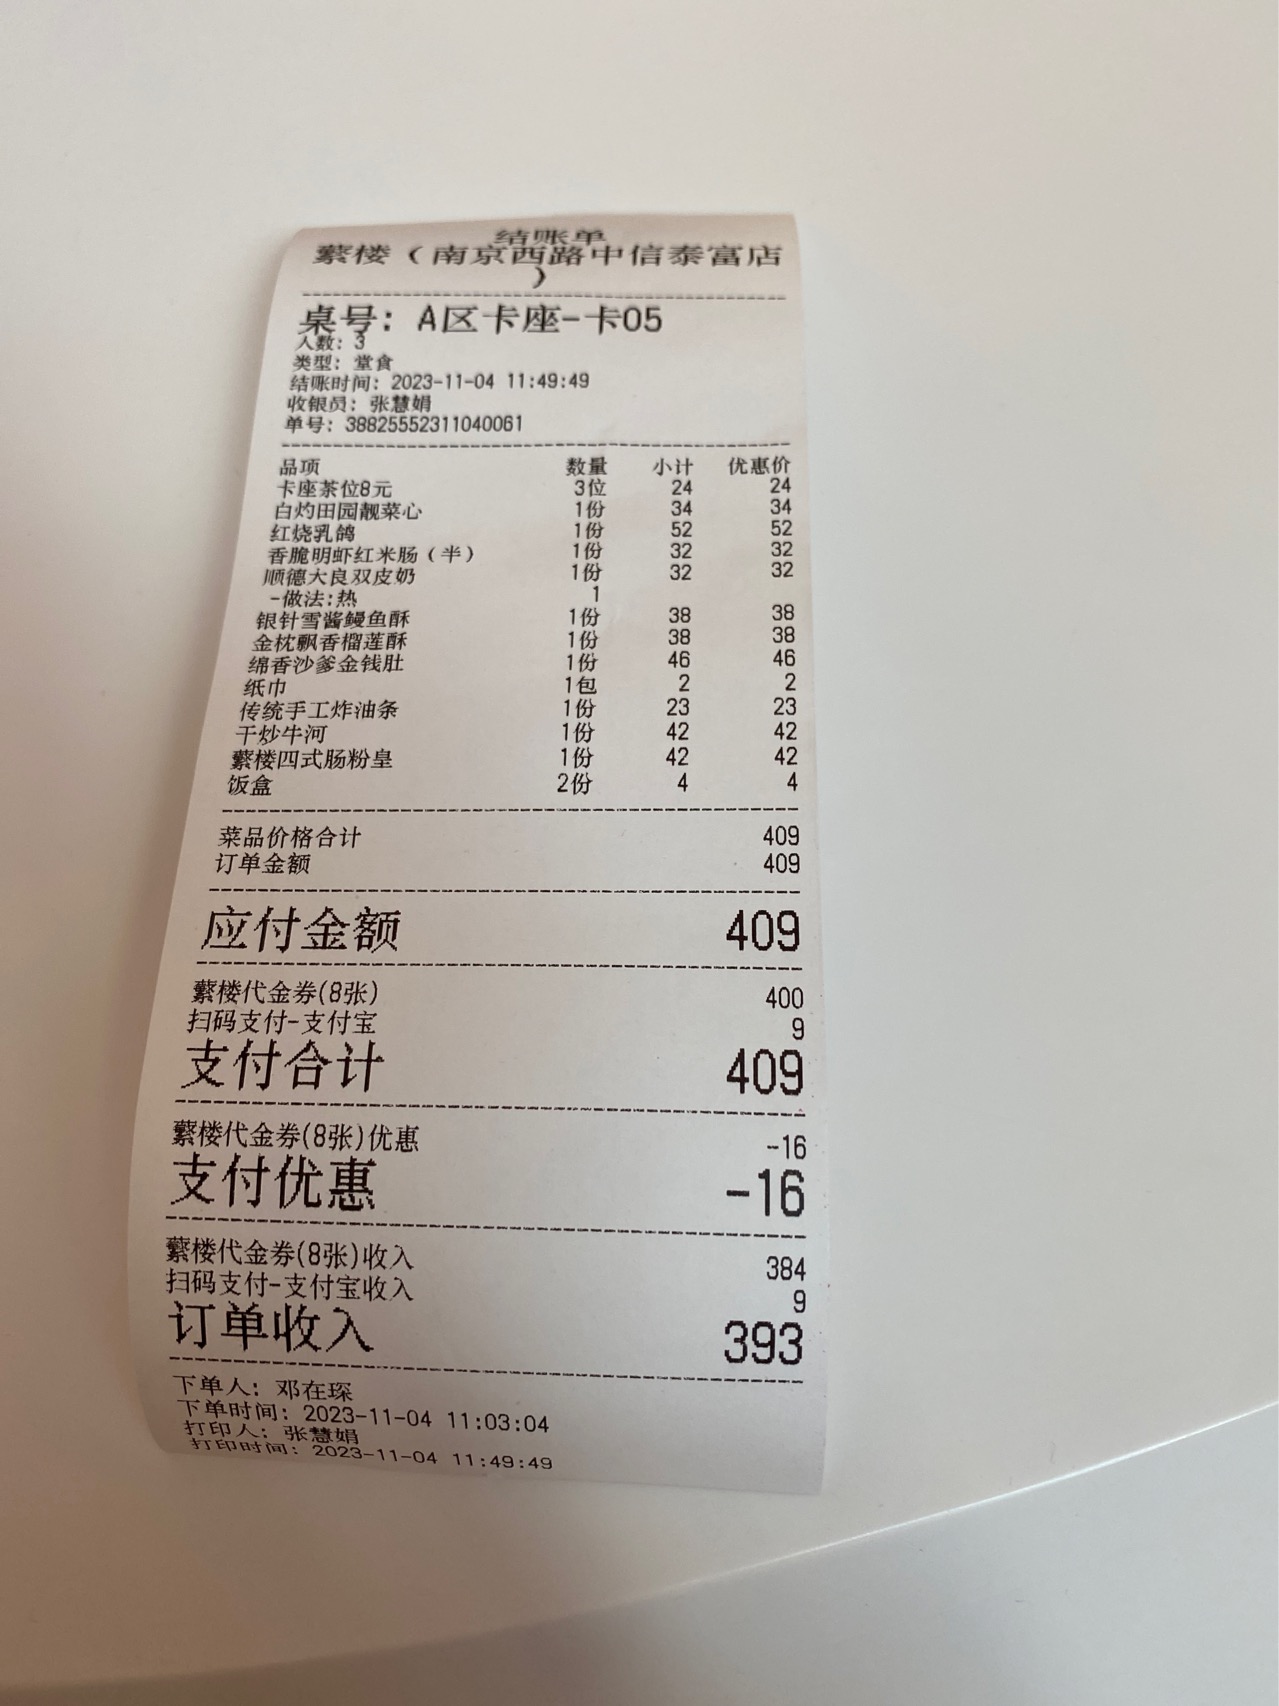 结账单
蘩楼（南京西路中信泰富店
）
桌号: A区卡座-卡05
人数: 3
类型: 堂食
结账时间: 2023-11-04 11:49:49
收银员: 张慧娟
单号: 38825552311040061
品项 数量 小计 优惠价
卡座茶位8元 3位 24 24
白灼田园靓菜心 1份 34 34
红烧乳鸽 1份 52 52
香脆明虾红米肠（半） 1份 32 32
顺德大良双皮奶 1份 32 32
-做法:热 1
银针雪酱鳗鱼酥 1份 38 38
金枕飘香榴莲酥 1份 38 38
绵香沙爹金钱肚 1份 46 46
纸巾 1包 2 2
传统手工炸油条 1份 23 23
干炒牛河 1份 42 42
蘩楼四式肠粉皇 1份 42 42
饭盒 2份 4 4
菜品价格合计 409
订单金额 409
应付金额 409
蘩楼代金券(8张) 400
扫码支付-支付宝 9
支付合计 409
蘩楼代金券(8张)优惠 -16
支付优惠 -16
蘩楼代金券(8张)收入 384
扫码支付-支付宝收入 9
订单收入 393
下单人: 邓在琛
下单时间: 2023-11-04 11:03:04
打印人: 张慧娟
打印时间: 2023-11-04 11:49:49